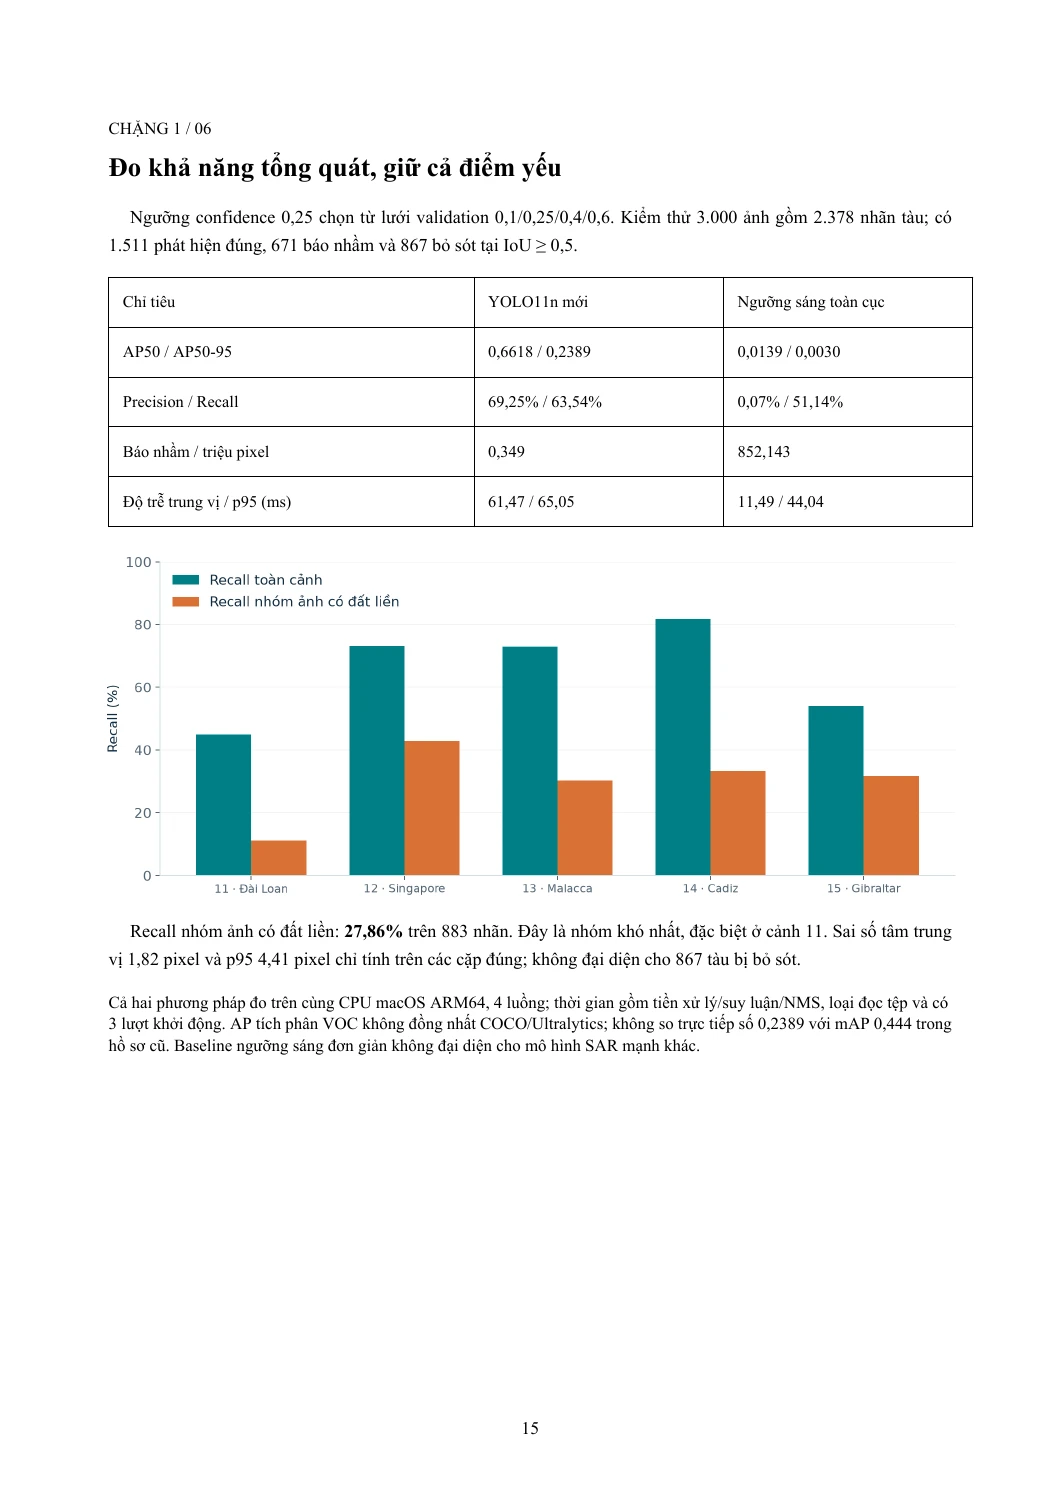 CHẶNG 1 / 06
Đo khả năng tổng quát, giữ cả điểm yếu
Ngưỡng confidence 0,25 chọn từ lưới validation 0,1/0,25/0,4/0,6. Kiểm thử 3.000 ảnh gồm 2.378 nhãn tàu; có
1.511 phát hiện đúng, 671 báo nhầm và 867 bỏ sót tại IoU ≥ 0,5.
Chỉ tiêu YOLO11n mới Ngưỡng sáng toàn cục
AP50 / AP50-95 0,6618 / 0,2389 0,0139 / 0,0030
Precision / Recall 69,25% / 63,54% 0,07% / 51,14%
Báo nhầm / triệu pixel 0,349 852,143
Độ trễ trung vị / p95 (ms) 61,47 / 65,05 11,49 / 44,04
Recall toàn cảnh
Recall nhóm ảnh có đất liền
Recall (%)
100
80
60
40
20
0
11 · Đài Loan 12 · Singapore 13 · Malacca 14 · Cadiz 15 · Gibraltar
Recall nhóm ảnh có đất liền: 27,86% trên 883 nhãn. Đây là nhóm khó nhất, đặc biệt ở cảnh 11. Sai số tâm trung
vị 1,82 pixel và p95 4,41 pixel chỉ tính trên các cặp đúng; không đại diện cho 867 tàu bị bỏ sót.
Cả hai phương pháp đo trên cùng CPU macOS ARM64, 4 luồng; thời gian gồm tiền xử lý/suy luận/NMS, loại đọc tệp và có
3 lượt khởi động. AP tích phân VOC không đồng nhất COCO/Ultralytics; không so trực tiếp số 0,2389 với mAP 0,444 trong
hồ sơ cũ. Baseline ngưỡng sáng đơn giản không đại diện cho mô hình SAR mạnh khác.
15